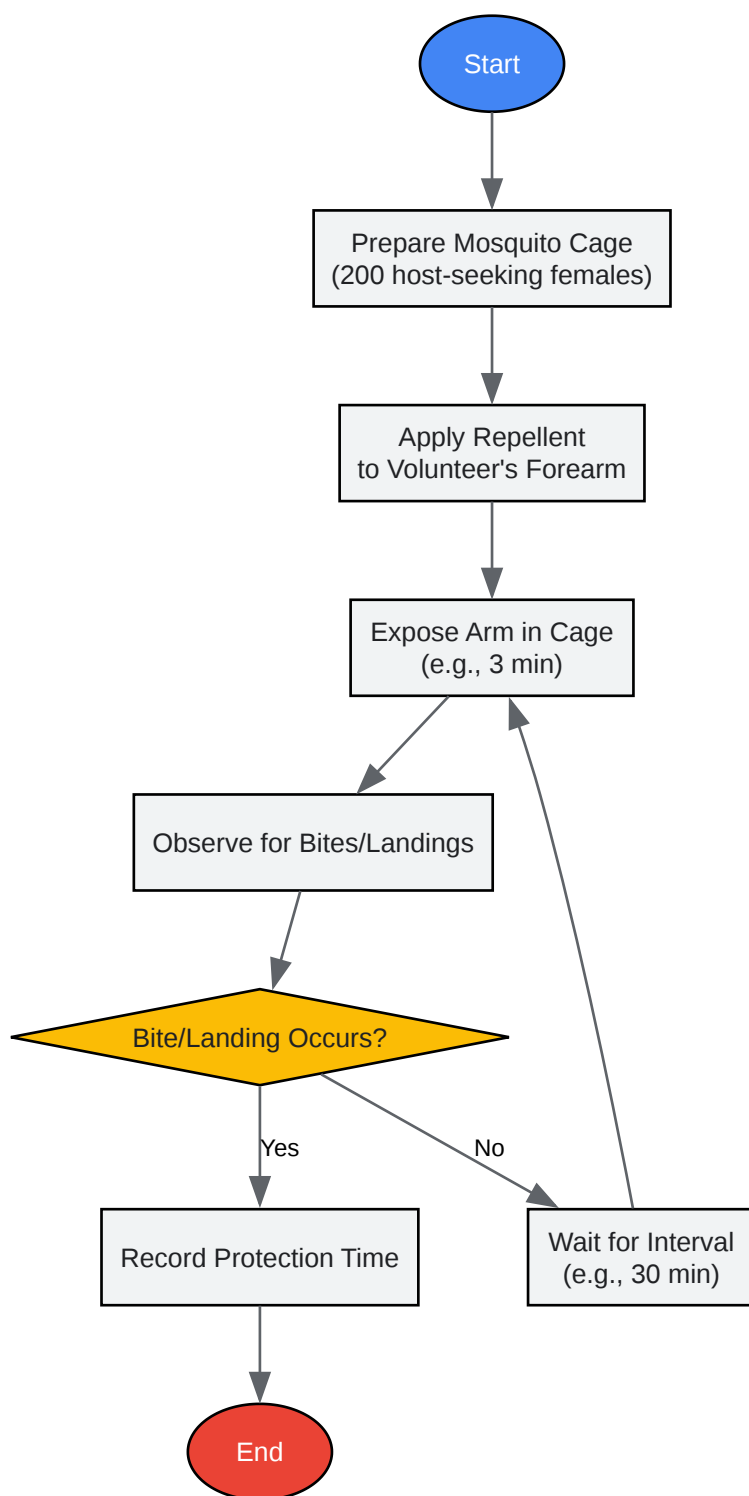 Start
Prepare Mosquito Cage
(200 host-seeking females)
Apply Repellent
to Volunteer's Forearm
Expose Arm in Cage
(e.g., 3 min)
Observe for Bites/Landings
Bite/Landing Occurs?
Yes
No
Record Protection Time
Wait for Interval
(e.g., 30 min)
End